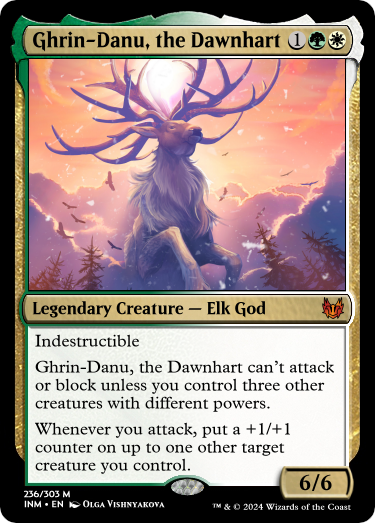 Ghrin-Danu, the Dawnhart 1
Legendary Creature — Elk God
Indestructible
Ghrin-Danu, the Dawnhart can't attack
or block unless you control three other
creatures with different powers.
Whenever you attack, put a +1/+1
counter on up to one other target
creature you control.
6/6
236/303 M
INM • EN Olga Vishnyakova
™ & © 2024 Wizards of the Coast